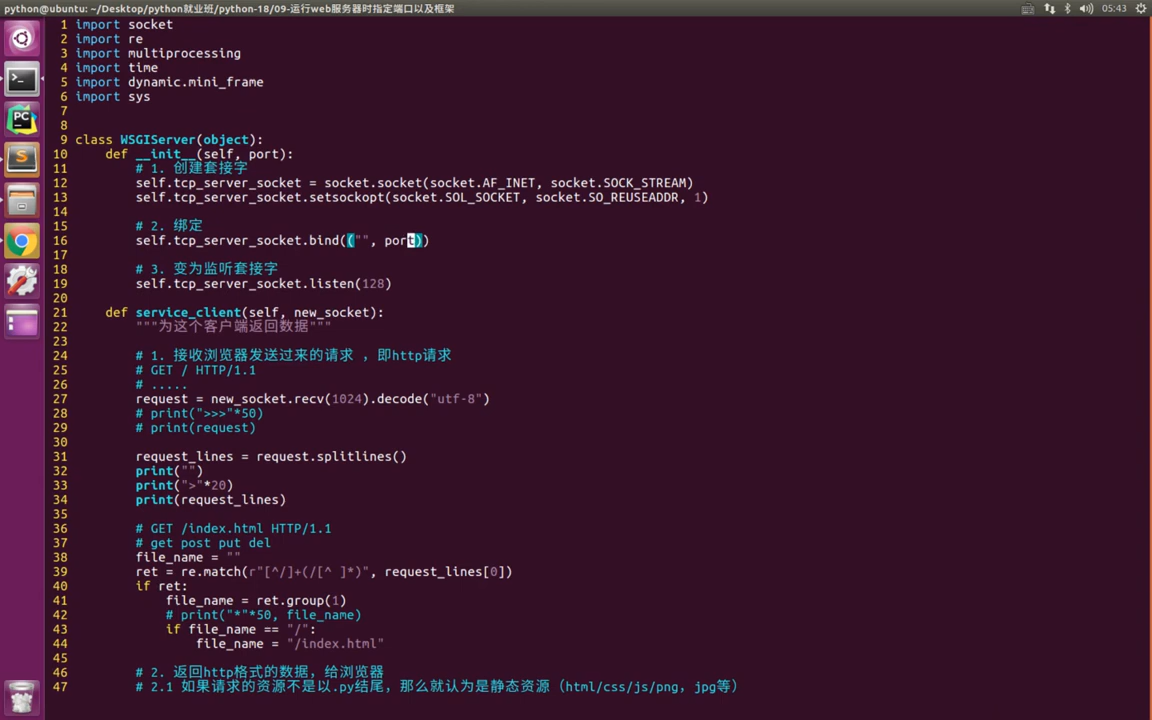 python@ubuntu: ~/Desktop/python就业班/python-18/09-运行web服务器时指定端口以及框架
05:43
1 import socket
2 import re
3 import multiprocessing
4 import time
5 import dynamic.mini_frame
6 import sys
7
8
9 class WSGIServer(object):
10     def __init__(self, port):
11         # 1. 创建套接字
12         self.tcp_server_socket = socket.socket(socket.AF_INET, socket.SOCK_STREAM)
13         self.tcp_server_socket.setsockopt(socket.SOL_SOCKET, socket.SO_REUSEADDR, 1)
14
15         # 2. 绑定
16         self.tcp_server_socket.bind(("", port))
17
18         # 3. 变为监听套接字
19         self.tcp_server_socket.listen(128)
20
21     def service_client(self, new_socket):
22         """为这个客户端返回数据"""
23
24         # 1. 接收浏览器发送过来的请求 ，即http请求
25         # GET / HTTP/1.1
26         # .....
27         request = new_socket.recv(1024).decode("utf-8")
28         # print(">>>"*50)
29         # print(request)
30
31         request_lines = request.splitlines()
32         print("")
33         print(">"*20)
34         print(request_lines)
35
36         # GET /index.html HTTP/1.1
37         # get post put del
38         file_name = ""
39         ret = re.match(r"[^/]+(/[^ ]*)", request_lines[0])
40         if ret:
41             file_name = ret.group(1)
42             # print("*"*50, file_name)
43             if file_name == "/":
44                 file_name = "/index.html"
45
46         # 2. 返回http格式的数据，给浏览器
47         # 2.1 如果请求的资源不是以.py结尾，那么就认为是静态资源（html/css/js/png，jpg等）